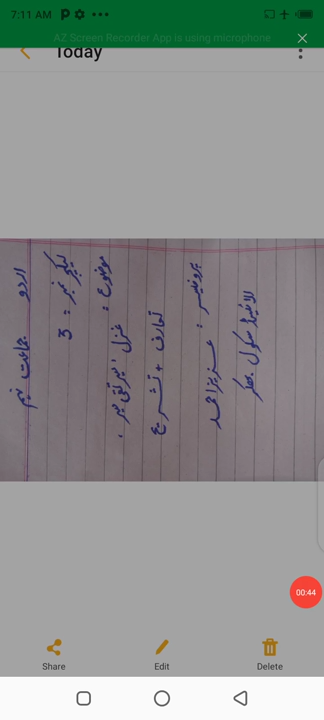 7:11 AM
AZ Screen Recorder App is using microphone
Today
اردو جماعت نہم
لیکچر نمبر : 3
موضوع :
غزل ' میر تقی میر '
تعارف + تشریح
پروفیسر : عزیز احمد
الائیڈ سکول بھکر
00:44
Share
Edit
Delete